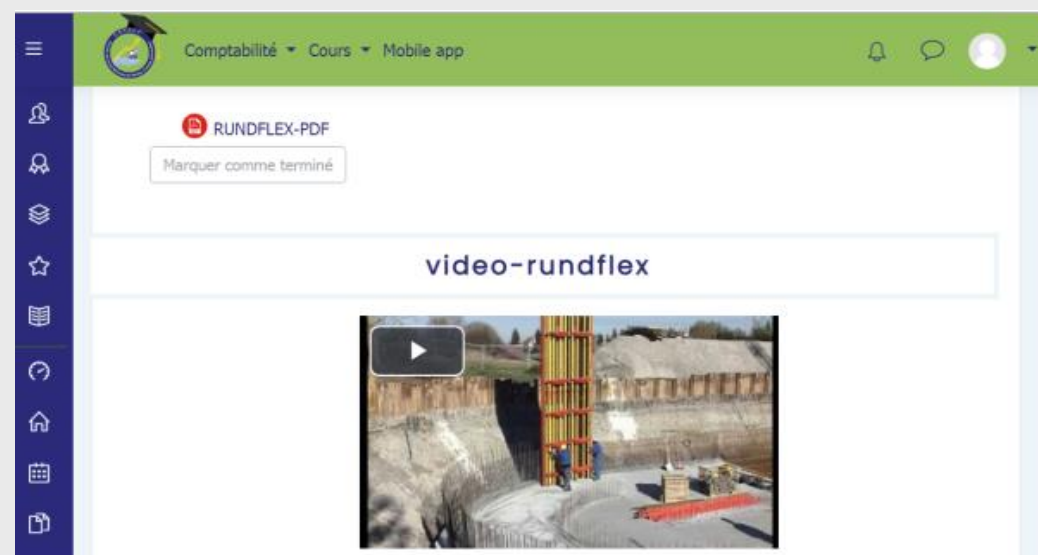 Comptabilité Cours Mobile app
RUNDFLEX-PDF
Marquer comme terminé
video-rundflex